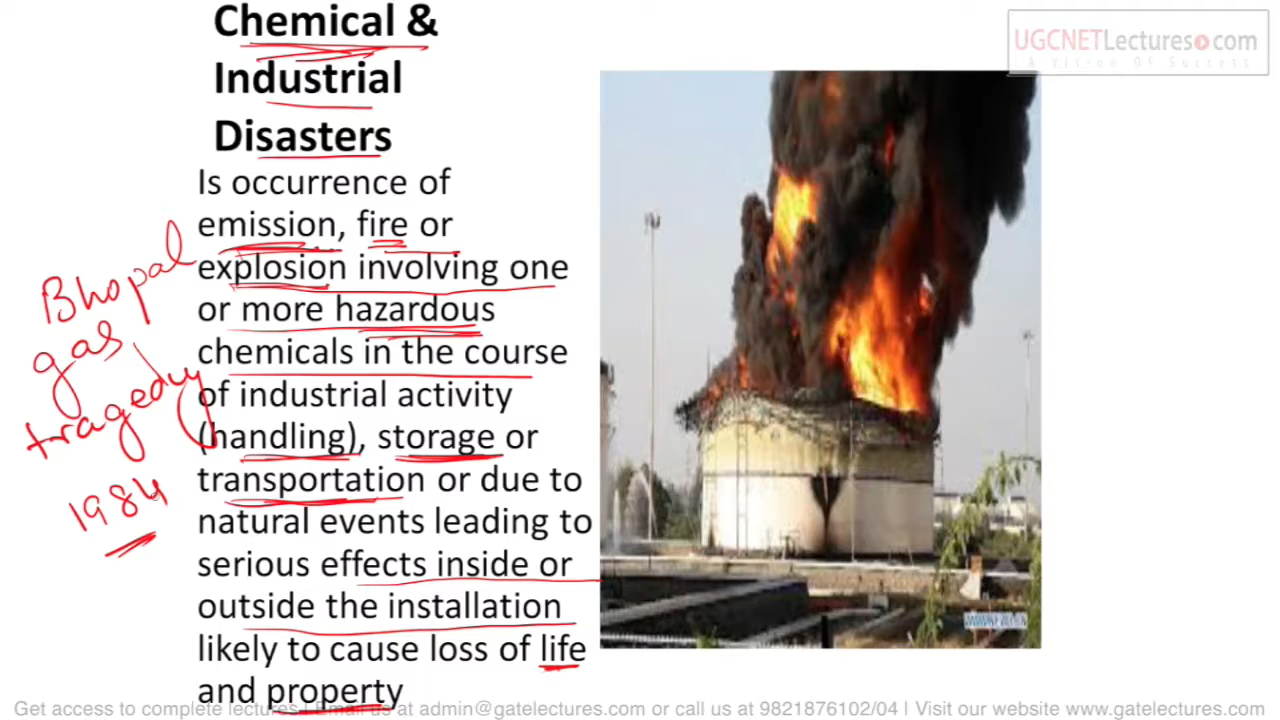 Chemical &
Industrial
Disasters
Is occurrence of
emission, fire or
explosion involving one
or more hazardous
chemicals in the course
of industrial activity
(handling), storage or
transportation or due to
natural events leading to
serious effects inside or
outside the installation
likely to cause loss of life
and property
Bhopal
gas
tragedy
1984
UGCNETLectures.com
A Vision Of Success
Get access to complete lectures | Email us at admin@gatelectures.com or call us at 9821876102/04 | Visit our website www.gatelectures.com